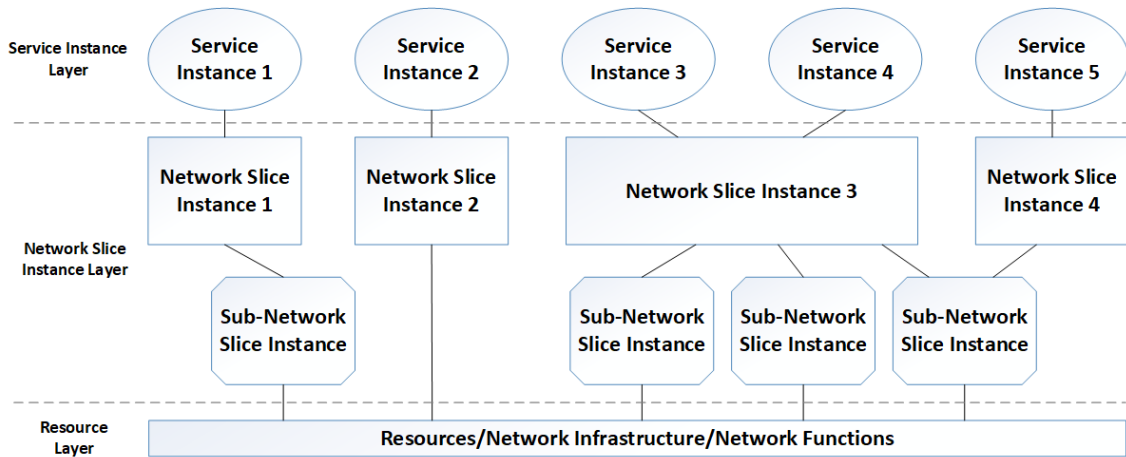 Service Instance
Layer
Service
Instance 1
Service
Instance 2
Service
Instance 3
Service
Instance 4
Service
Instance 5
Network Slice
Instance Layer
Network Slice
Instance 1
Network Slice
Instance 2
Network Slice Instance 3
Network Slice
Instance 4
Sub-Network
Slice Instance
Sub-Network
Slice Instance
Sub-Network
Slice Instance
Sub-Network
Slice Instance
Resource
Layer
Resources/Network Infrastructure/Network Functions